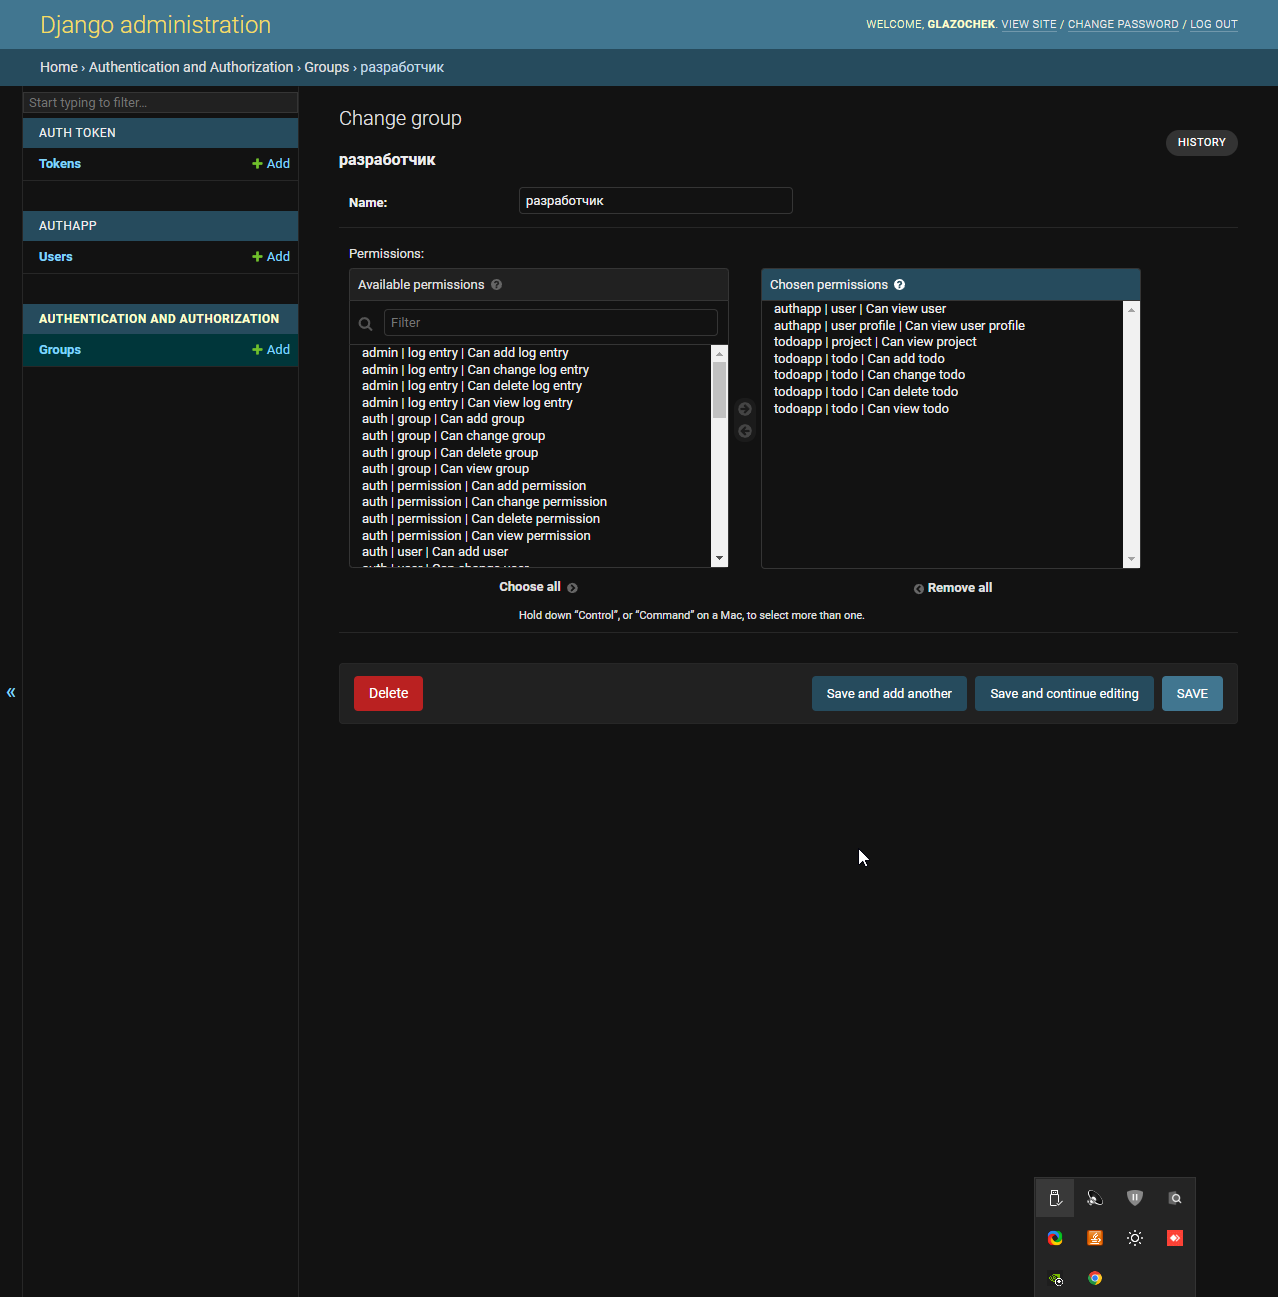 Django administration
WELCOME, GLAZOCHEK. VIEW SITE / CHANGE PASSWORD / LOG OUT
Home › Authentication and Authorization › Groups › разработчик
Start typing to filter...
AUTH TOKEN
Tokens
Add
AUTHAPP
Users
Add
AUTHENTICATION AND AUTHORIZATION
Groups
Add
«
Change group
HISTORY
разработчик
Name:
разработчик
Permissions:
Available permissions
Filter
admin | log entry | Can add log entry
admin | log entry | Can change log entry
admin | log entry | Can delete log entry
admin | log entry | Can view log entry
auth | group | Can add group
auth | group | Can change group
auth | group | Can delete group
auth | group | Can view group
auth | permission | Can add permission
auth | permission | Can change permission
auth | permission | Can delete permission
auth | permission | Can view permission
auth | user | Can add user
auth | user | Can change user
Choose all
Chosen permissions
authapp | user | Can view user
authapp | user profile | Can view user profile
todoapp | project | Can view project
todoapp | todo | Can add todo
todoapp | todo | Can change todo
todoapp | todo | Can delete todo
todoapp | todo | Can view todo
Remove all
Hold down “Control”, or “Command” on a Mac, to select more than one.
Delete
Save and add another
Save and continue editing
SAVE